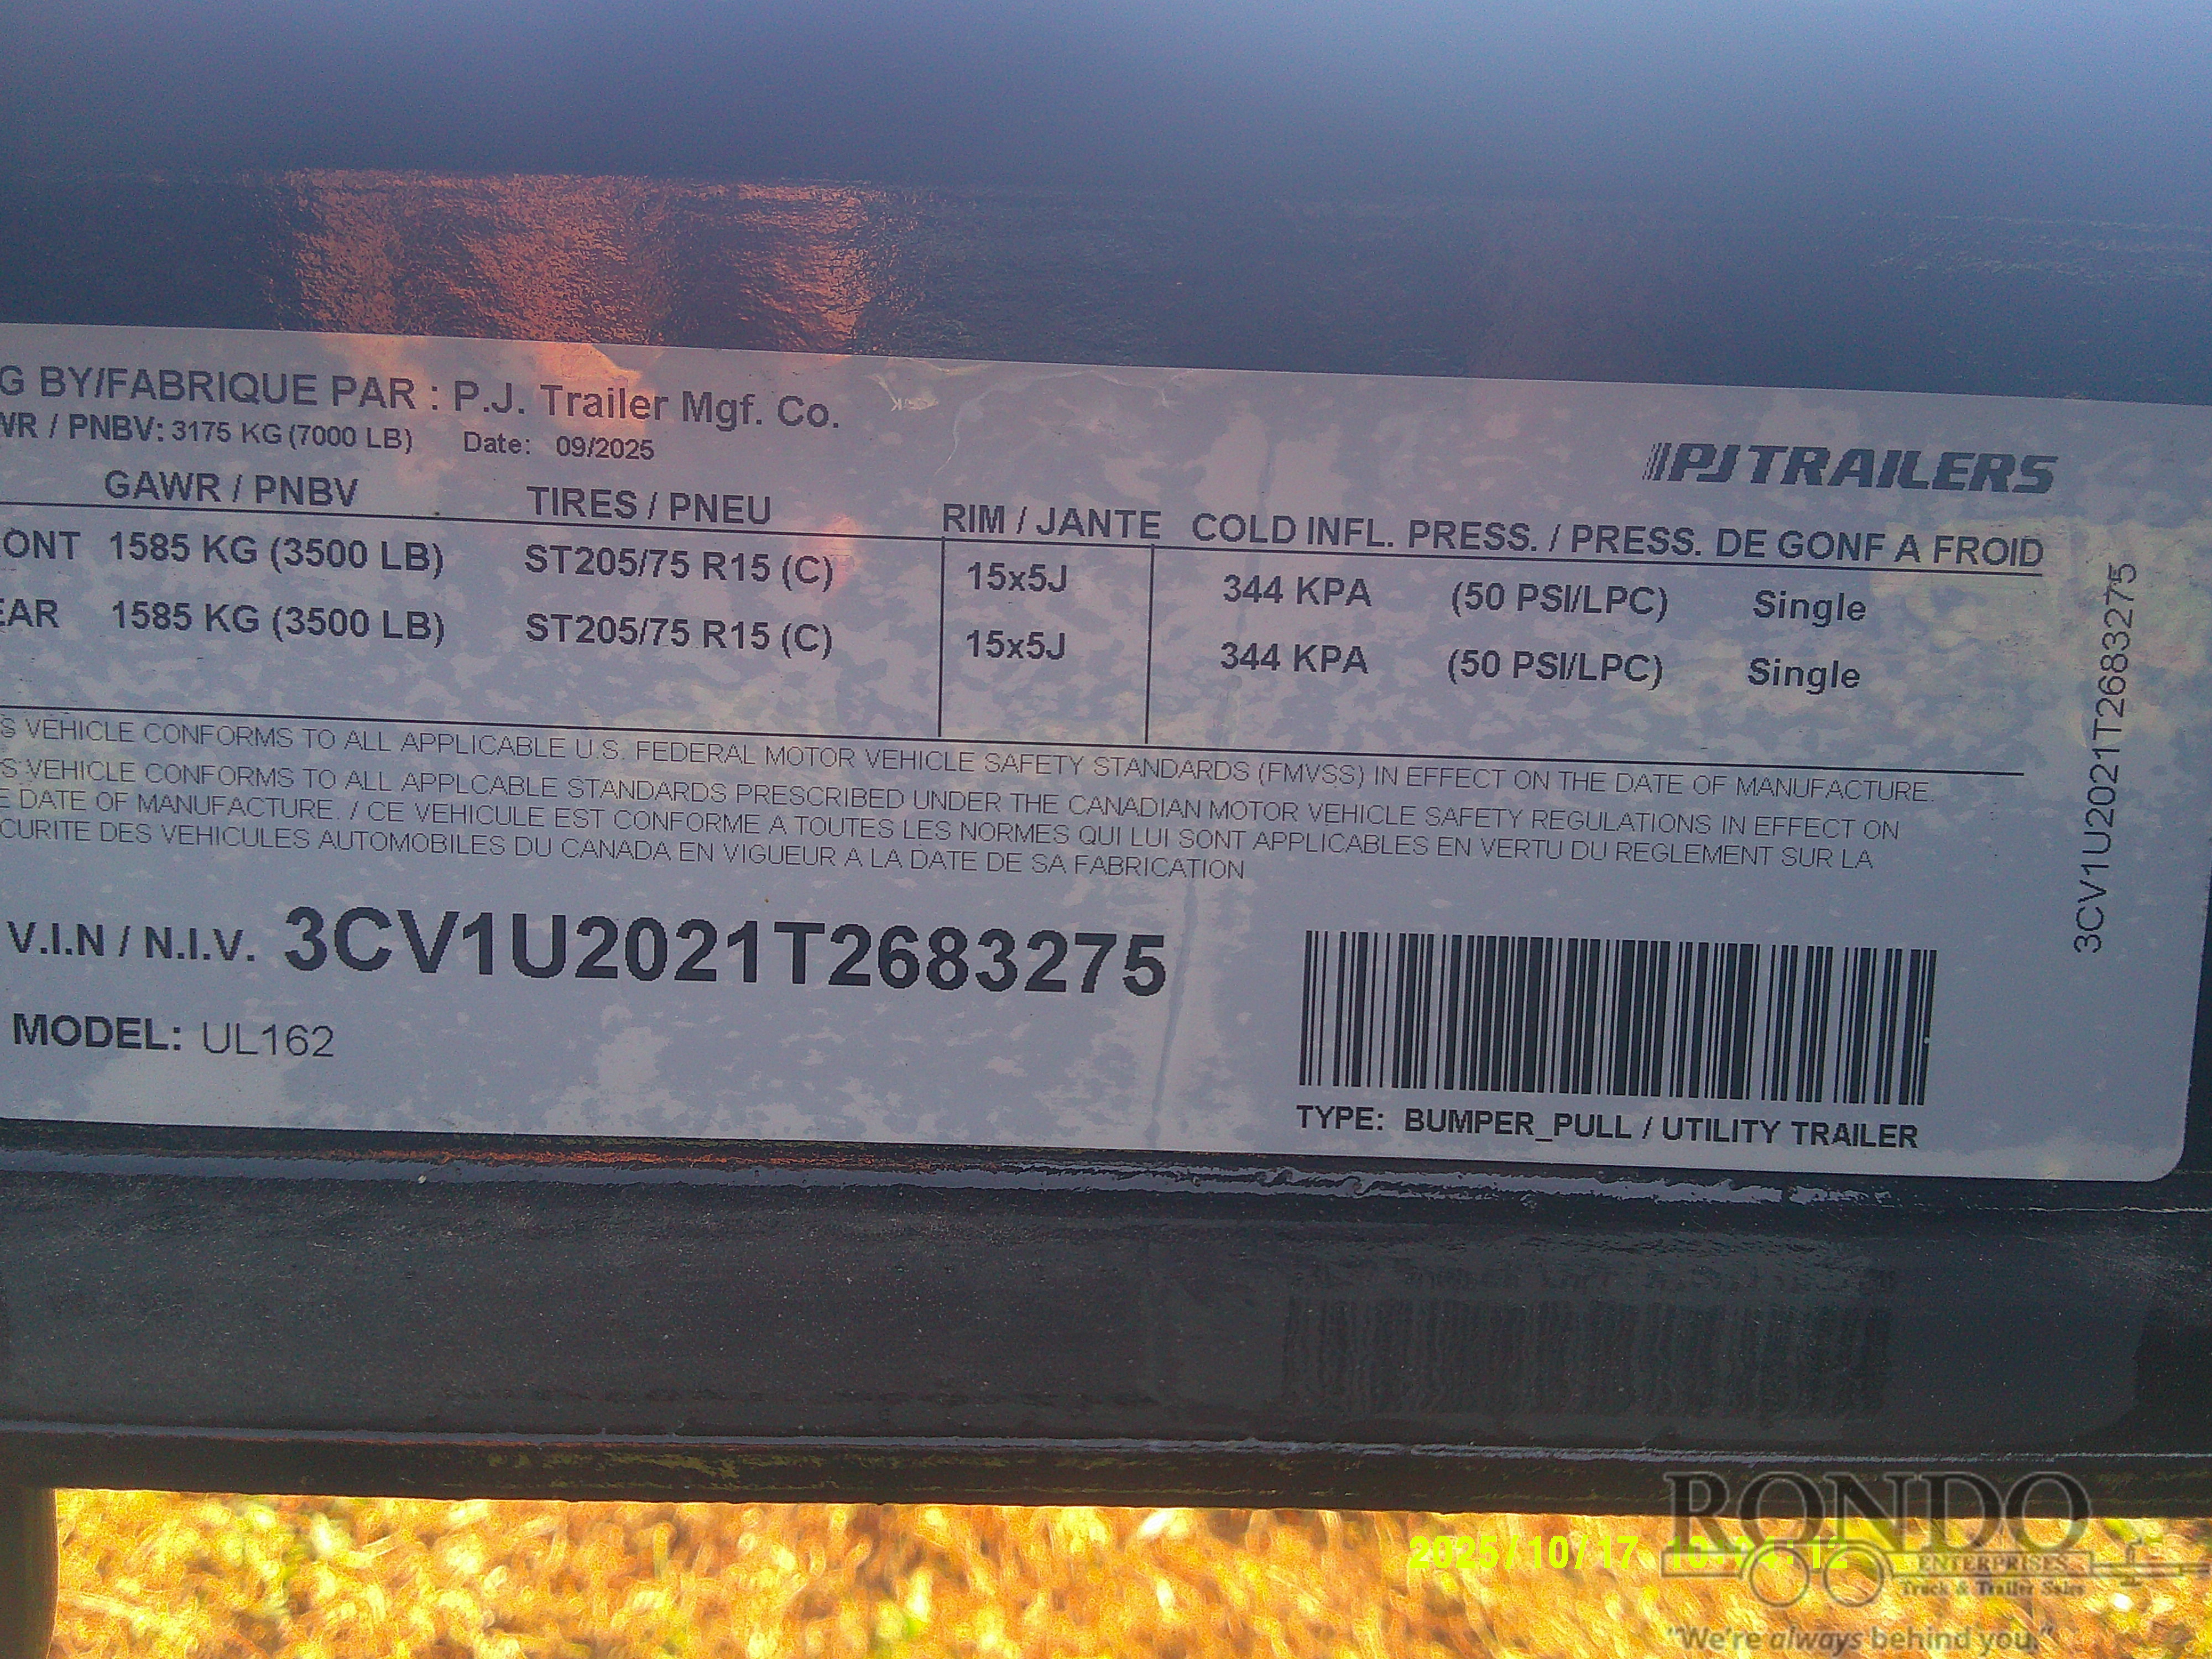 G BY/FABRIQUE PAR : P.J. Trailer Mgf. Co.
WR / PNBV: 3175 KG (7000 LB) Date: 09/2025
PJ TRAILERS
GAWR / PNBV TIRES / PNEU RIM / JANTE COLD INFL. PRESS. / PRESS. DE GONF A FROID
ONT 1585 KG (3500 LB) ST205/75 R15 (C) 15x5J 344 KPA (50 PSI/LPC) Single
EAR 1585 KG (3500 LB) ST205/75 R15 (C) 15x5J 344 KPA (50 PSI/LPC) Single
S VEHICLE CONFORMS TO ALL APPLICABLE U.S. FEDERAL MOTOR VEHICLE SAFETY STANDARDS (FMVSS) IN EFFECT ON THE DATE OF MANUFACTURE.
S VEHICLE CONFORMS TO ALL APPLCABLE STANDARDS PRESCRIBED UNDER THE CANADIAN MOTOR VEHICLE SAFETY REGULATIONS IN EFFECT ON
E DATE OF MANUFACTURE. / CE VEHICULE EST CONFORME A TOUTES LES NORMES QUI LUI SONT APPLICABLES EN VERTU DU REGLEMENT SUR LA
CURITE DES VEHICULES AUTOMOBILES DU CANADA EN VIGUEUR A LA DATE DE SA FABRICATION
V.I.N / N.I.V. 3CV1U2021T2683275
MODEL: UL162
TYPE: BUMPER_PULL / UTILITY TRAILER
3CV1U2021T2683275
2025/10/17
RONDO
ENTERPRISES
Truck & Trailer Sales
"We're always behind you."